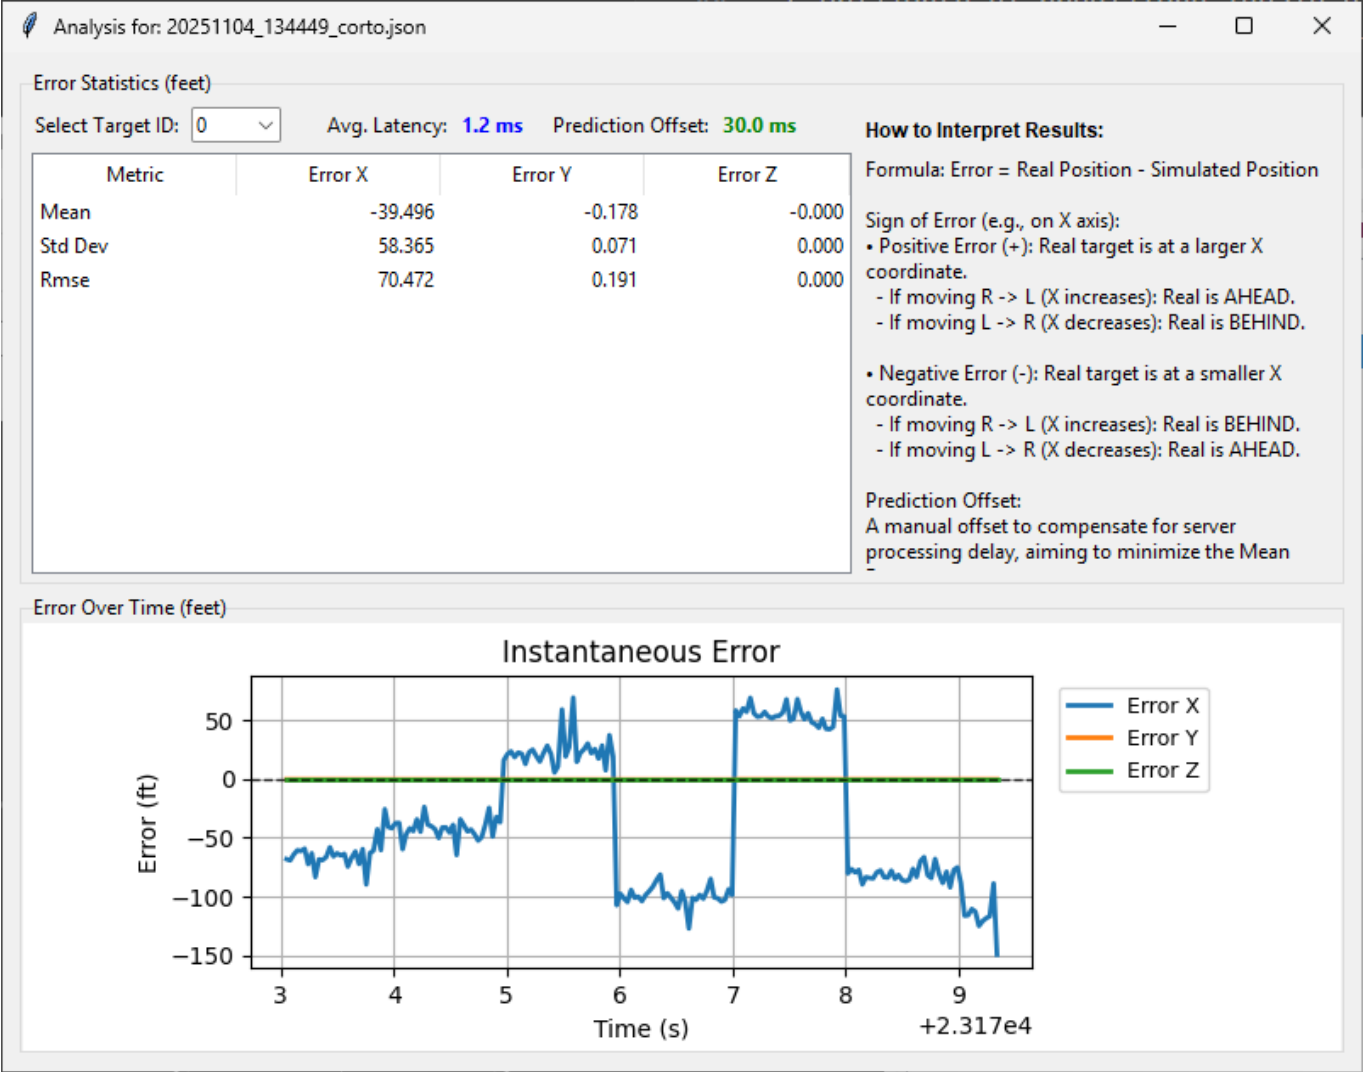 Analysis for: 20251104_134449_corto.json
Error Statistics (feet)
Select Target ID: 0 Avg. Latency: 1.2 ms Prediction Offset: 30.0 ms
Metric Error X Error Y Error Z
Mean -39.496 -0.178 -0.000
Std Dev 58.365 0.071 0.000
Rmse 70.472 0.191 0.000
How to Interpret Results:
Formula: Error = Real Position - Simulated Position
Sign of Error (e.g., on X axis):
• Positive Error (+): Real target is at a larger X
coordinate.
- If moving R -> L (X increases): Real is AHEAD.
- If moving L -> R (X decreases): Real is BEHIND.
• Negative Error (-): Real target is at a smaller X
coordinate.
- If moving R -> L (X increases): Real is BEHIND.
- If moving L -> R (X decreases): Real is AHEAD.
Prediction Offset:
A manual offset to compensate for server
processing delay, aiming to minimize the Mean
Error Over Time (feet)
Instantaneous Error
Error (ft)
50
0
−50
−100
−150
3 4 5 6 7 8 9
Time (s)
+2.317e4
Error X
Error Y
Error Z